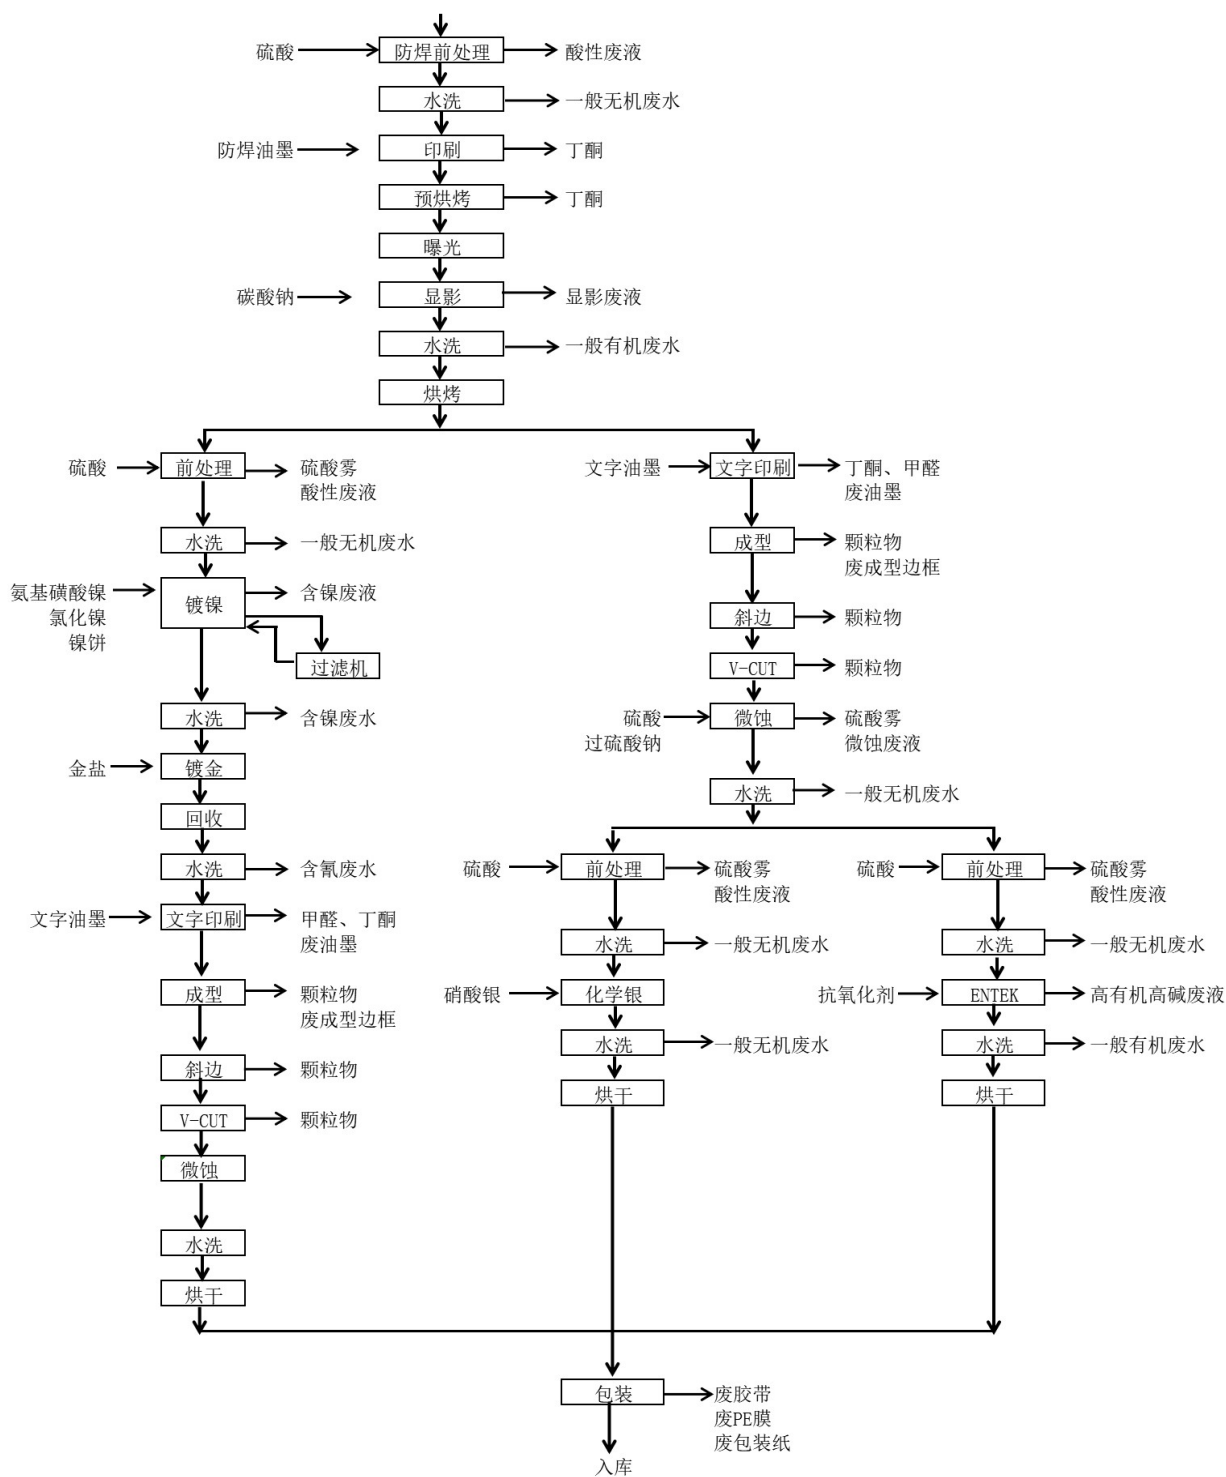 硫酸 防焊前处理 酸性废液
水洗 一般无机废水
防焊油墨 印刷 丁酮
预烘烤 丁酮
曝光
碳酸钠 显影 显影废液
水洗 一般有机废水
烘烤
硫酸 前处理 硫酸雾
酸性废液
水洗 一般无机废水
氨基磺酸镍 镀镍 含镍废液
氯化镍
镍饼
过滤机
水洗 含镍废水
金盐 镀金
回收
水洗 含氰废水
文字油墨 文字印刷 甲醛、丁酮
废油墨
成型 颗粒物
废成型边框
斜边 颗粒物
V-CUT 颗粒物
微蚀
水洗
烘干
文字油墨 文字印刷 丁酮、甲醛
废油墨
成型 颗粒物
废成型边框
斜边 颗粒物
V-CUT 颗粒物
硫酸 微蚀 硫酸雾
过硫酸钠 微蚀废液
水洗 一般无机废水
硫酸 前处理 硫酸雾
酸性废液
水洗 一般无机废水
硝酸银 化学银
水洗 一般无机废水
烘干
硫酸 前处理 硫酸雾
酸性废液
水洗 一般无机废水
抗氧化剂 ENTEK 高有机高碱废液
水洗 一般有机废水
烘干
包装 废胶带
废PE膜
废包装纸
入库